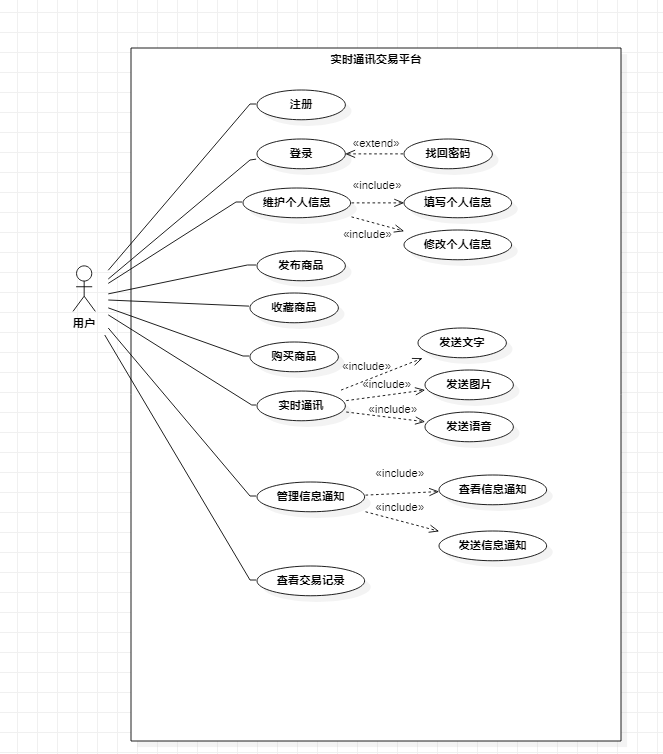 实时通讯交易平台
注册
登录
«extend»
找回密码
维护个人信息
«include»
填写个人信息
«include»
修改个人信息
发布商品
用户
收藏商品
购买商品
发送文字
«include»
«include»
发送图片
实时通讯
«include»
发送语音
«include»
管理信息通知
查看信息通知
«include»
发送信息通知
查看交易记录